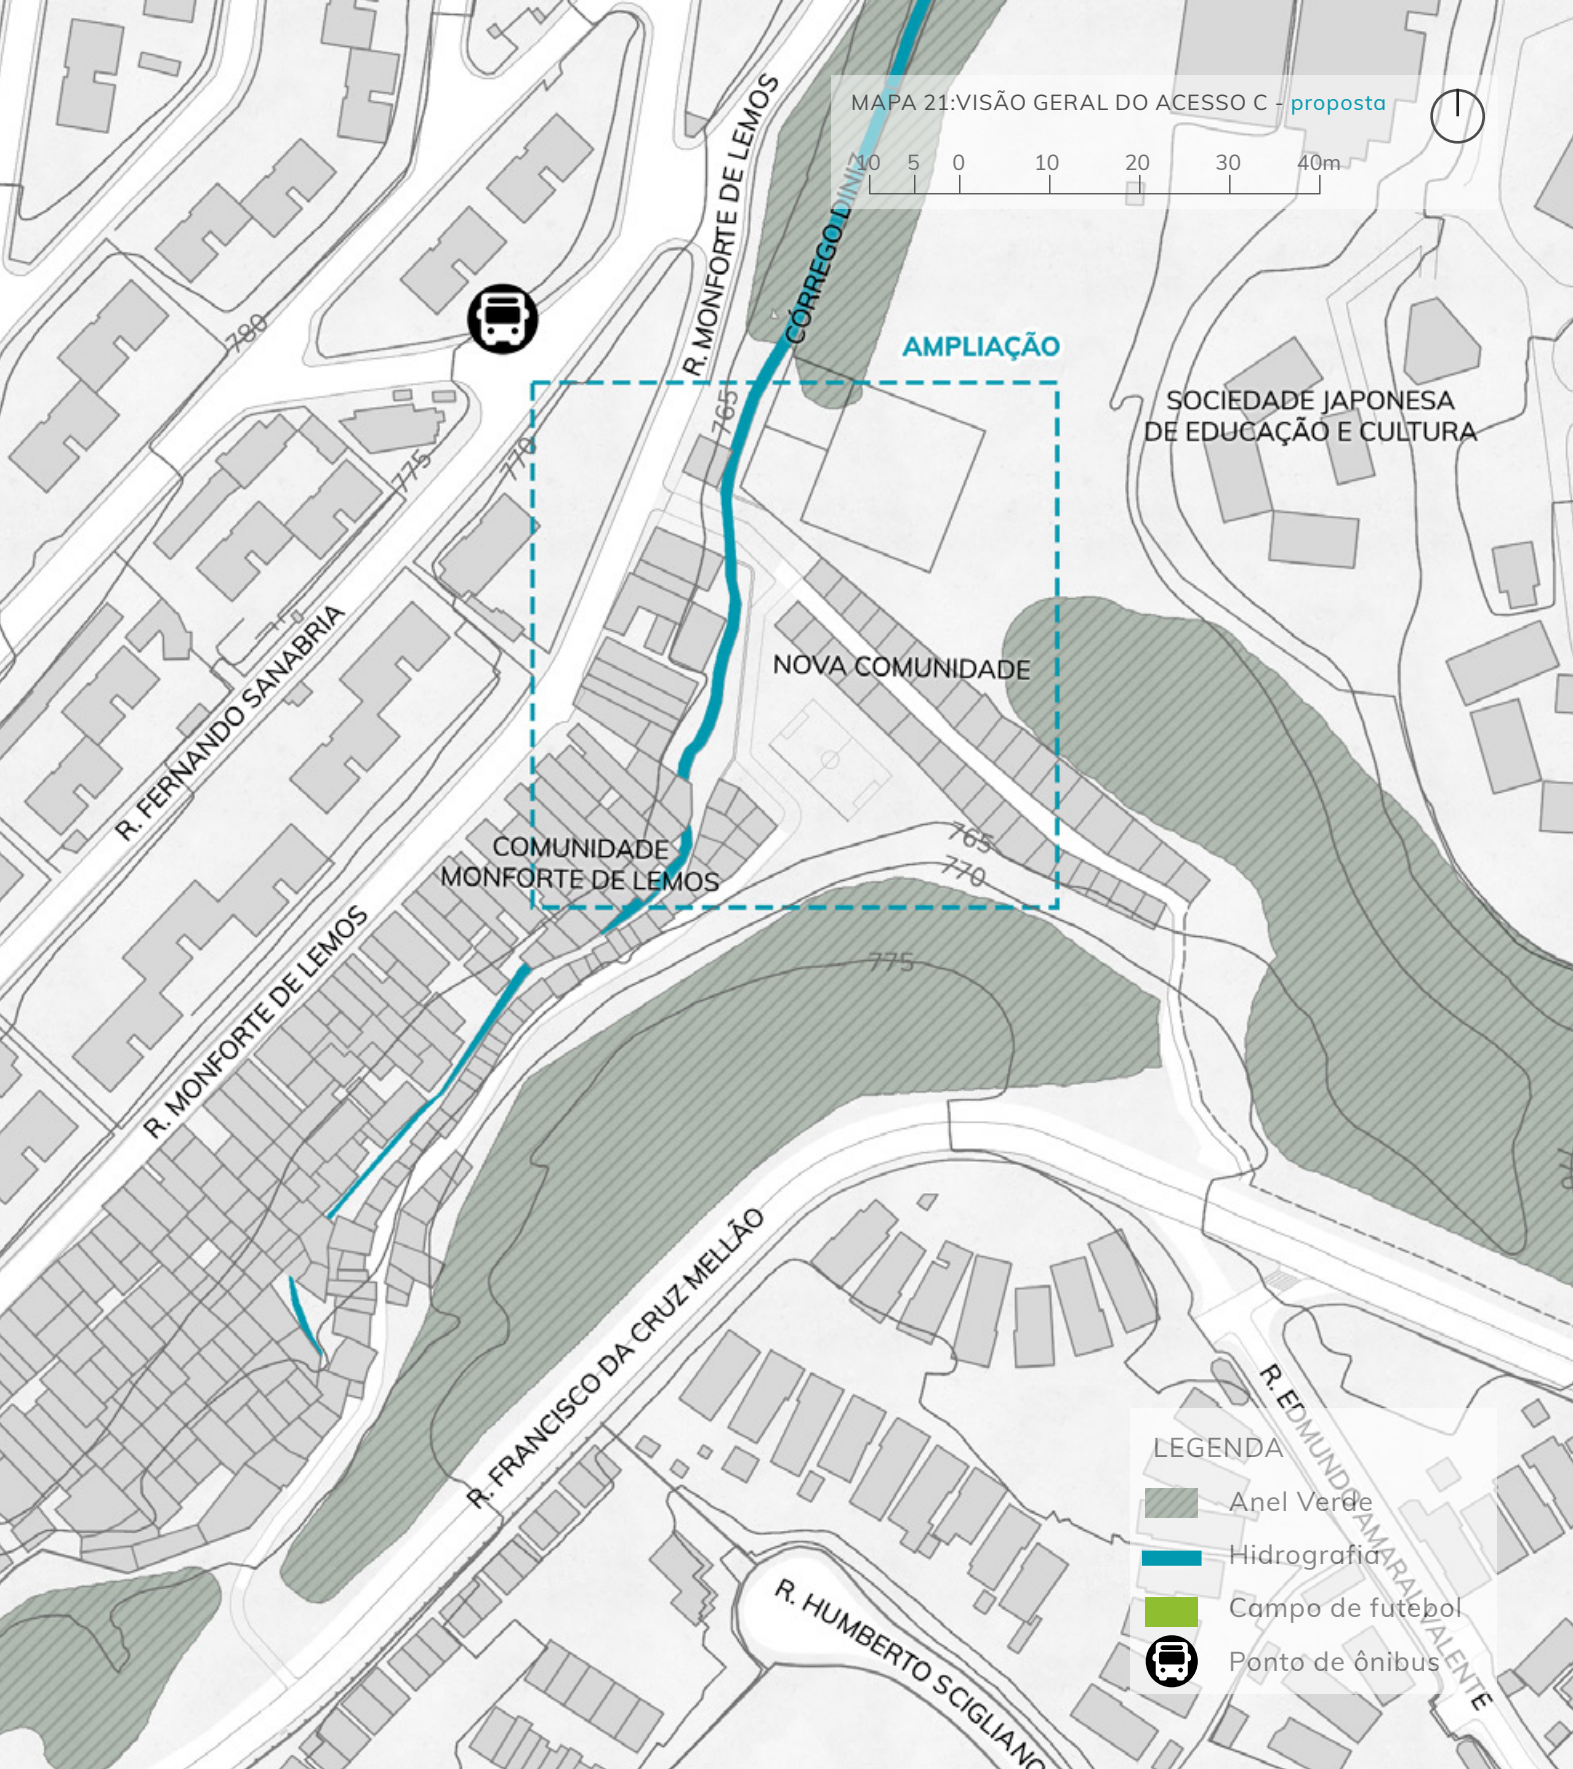 MAPA 21:VISÃO GERAL DO ACESSO C - proposta
10 5 0 10 20 30 40m
R. MONFORTE DE LEMOS
CÓRREGO DINIZ
780
AMPLIAÇÃO
765
SOCIEDADE JAPONESA
DE EDUCAÇÃO E CULTURA
775
770
R. FERNANDO SANABRIA
NOVA COMUNIDADE
COMUNIDADE
MONFORTE DE LEMOS
765
770
775
R. MONFORTE DE LEMOS
R. FRANCISCO DA CRUZ MELLÃO
R. EDMUNDO AMARAL VALENTE
R. HUMBERTO SCIGLIANO
LEGENDA
Anel Verde
Hidrografia
Campo de futebol
Ponto de ônibus